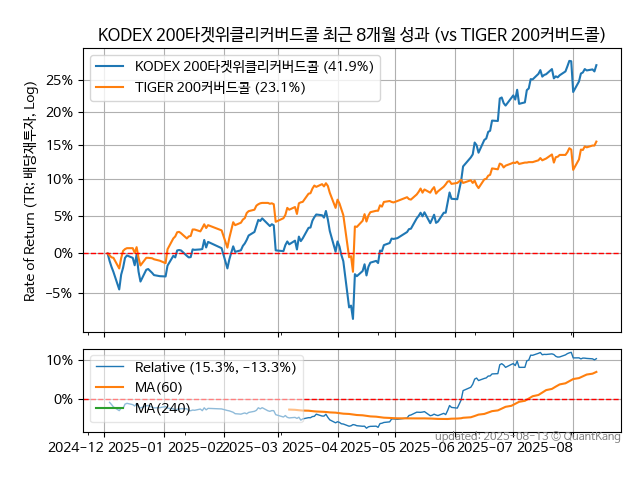 KODEX 200타겟위클리커버드콜 최근 8개월 성과 (vs TIGER 200커버드콜)
KODEX 200타겟위클리커버드콜 (41.9%)
TIGER 200커버드콜 (23.1%)
Rate of Return (TR: 배당재투자, Log)
25%
20%
15%
10%
5%
0%
−5%
10%
0%
Relative (15.3%, −13.3%)
MA(60)
MA(240)
updated: 2025-08-13 © QuantKang
2024−12 2025−01 2025−02 2025−03 2025−04 2025−05 2025−06 2025−07 2025−08